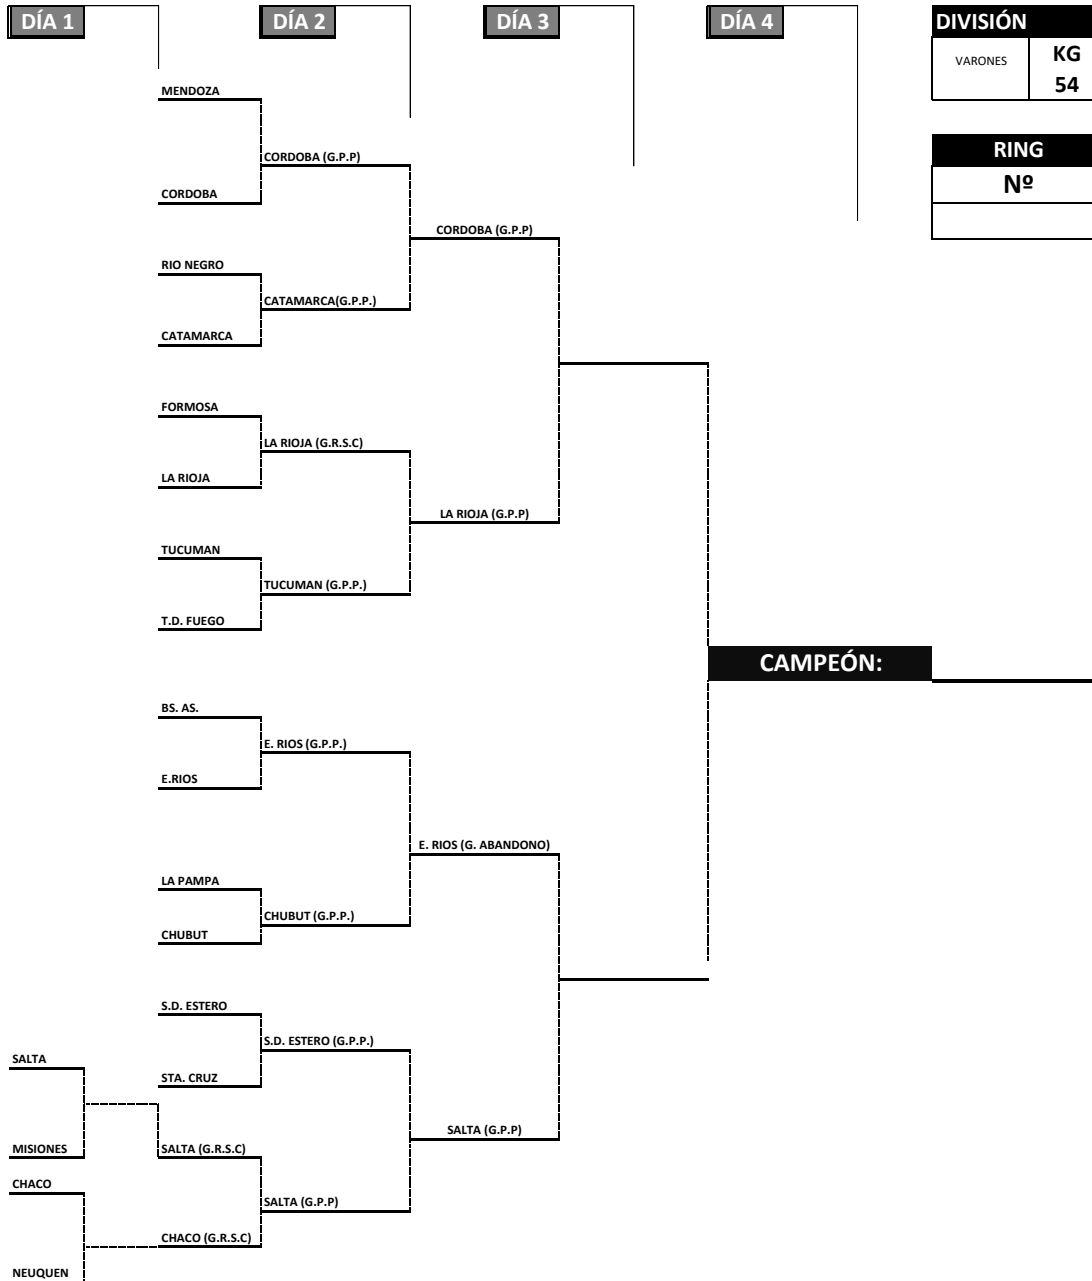 DÍA 1
DÍA 2
DÍA 3
DÍA 4
DIVISIÓN
VARONES
KG
54
RING
Nº
MENDOZA
CORDOBA (G.P.P)
CORDOBA
CORDOBA (G.P.P)
RIO NEGRO
CATAMARCA(G.P.P.)
CATAMARCA
FORMOSA
LA RIOJA (G.R.S.C)
LA RIOJA
LA RIOJA (G.P.P)
TUCUMAN
TUCUMAN (G.P.P.)
T.D. FUEGO
CAMPEÓN:
BS. AS.
E. RIOS (G.P.P.)
E.RIOS
E. RIOS (G. ABANDONO)
LA PAMPA
CHUBUT (G.P.P.)
CHUBUT
S.D. ESTERO
S.D. ESTERO (G.P.P.)
SALTA
STA. CRUZ
SALTA (G.P.P)
MISIONES
SALTA (G.R.S.C)
CHACO
SALTA (G.P.P)
CHACO (G.R.S.C)
NEUQUEN